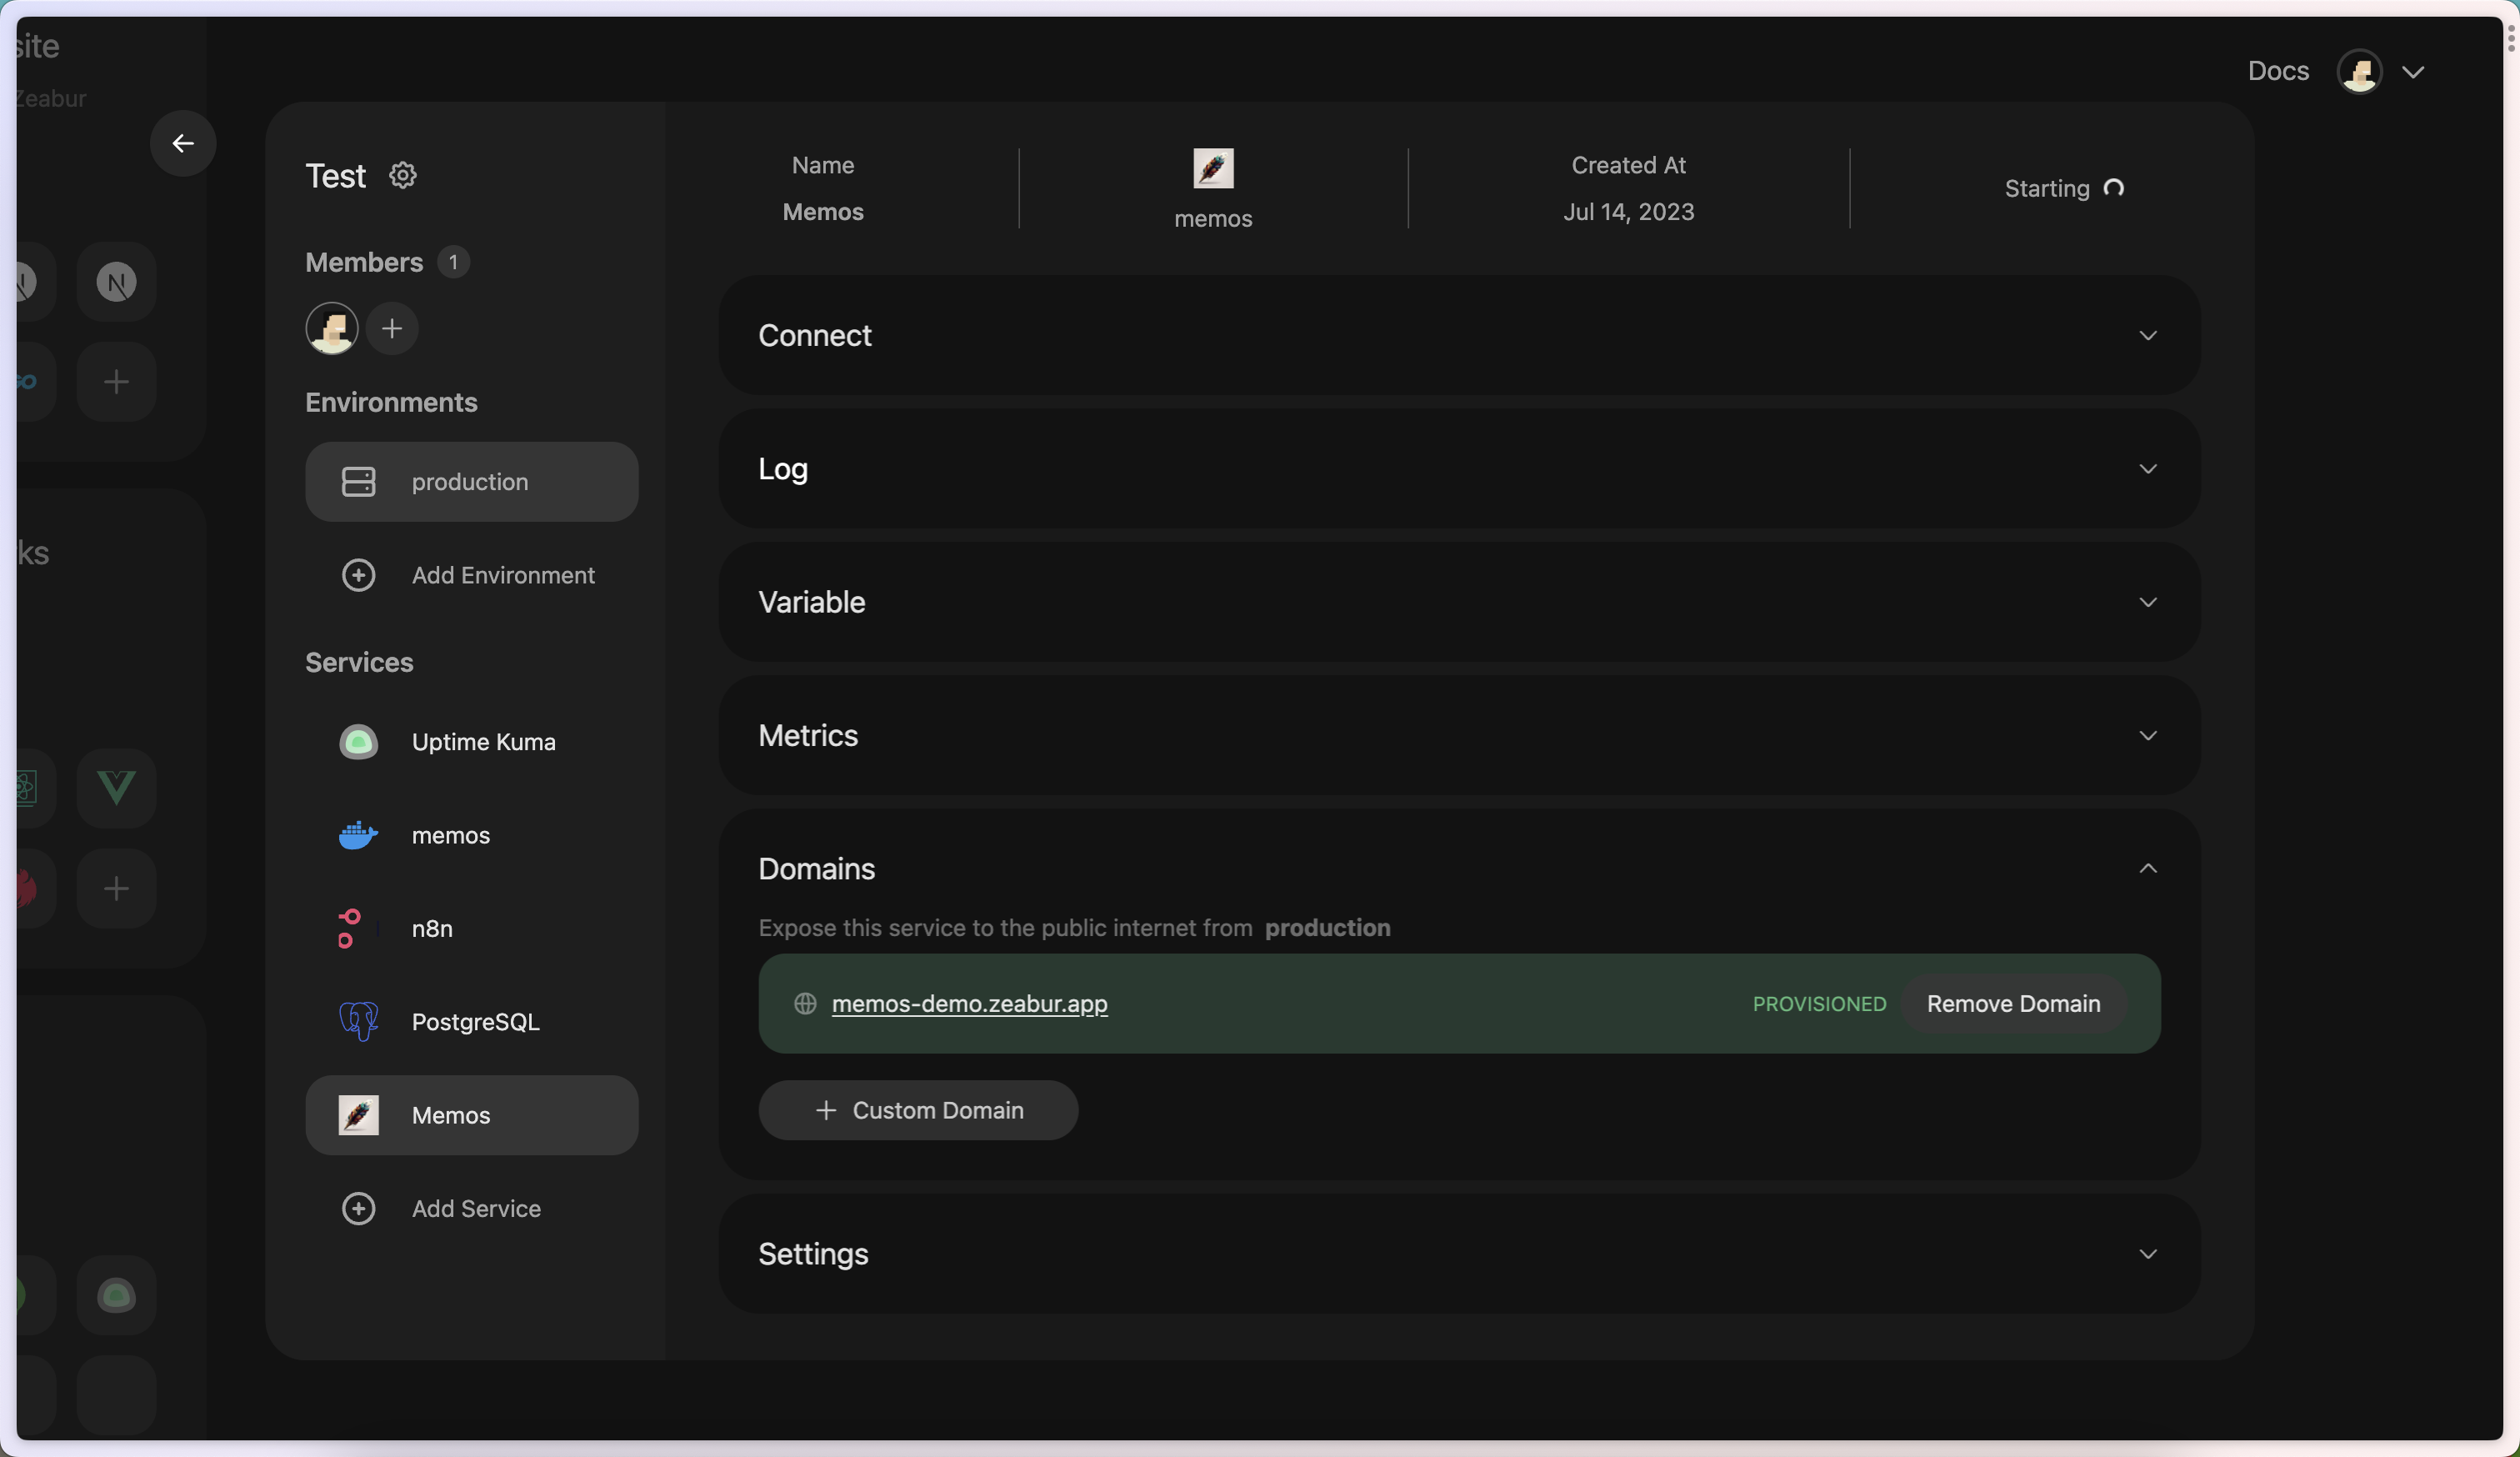 site
Zeabur
ks
Docs
Test
Members 1
Environments
production
Add Environment
Services
Uptime Kuma
memos
n8n
PostgreSQL
Memos
Add Service
Name
Memos
memos
Created At
Jul 14, 2023
Starting
Connect
Log
Variable
Metrics
Domains
Expose this service to the public internet from production
memos-demo.zeabur.app
PROVISIONED
Remove Domain
Custom Domain
Settings